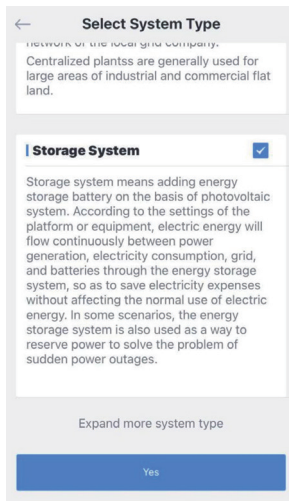 ← Select System Type
network of the local grid company.
Centralized plantss are generally used for
large areas of industrial and commercial flat
land.
Storage System
Storage system means adding energy
storage battery on the basis of photovoltaic
system. According to the settings of the
platform or equipment, electric energy will
flow continuously between power
generation, electricity consumption, grid,
and batteries through the energy storage
system, so as to save electricity expenses
without affecting the normal use of electric
energy. In some scenarios, the energy
storage system is also used as a way to
reserve power to solve the problem of
sudden power outages.
Expand more system type
Yes